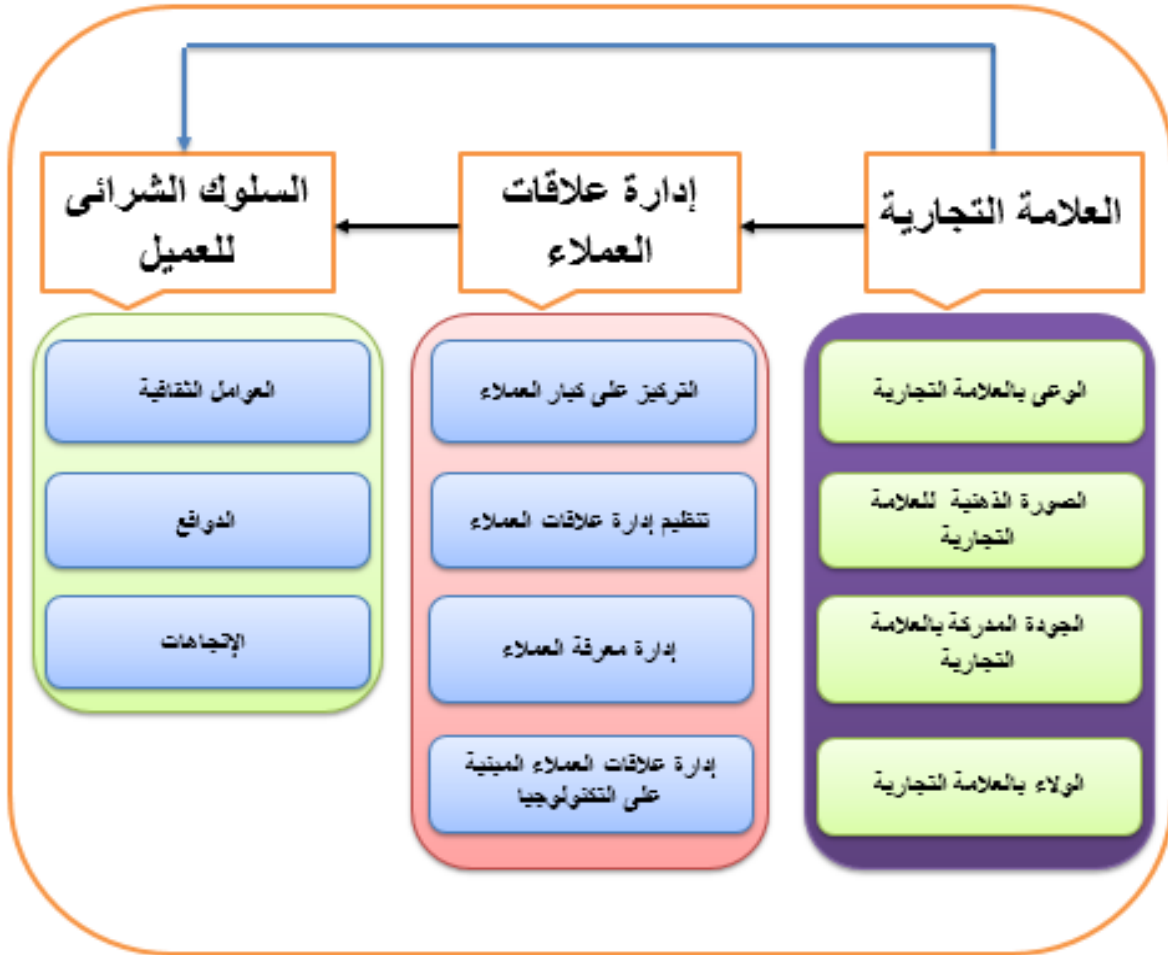 العلامة التجارية
إدارة علاقات
العملاء
السلوك الشرائى
للعميل
الوعى بالعلامة التجارية
الصورة الذهنية للعلامة
التجارية
الجودة المدركة بالعلامة
التجارية
الولاء بالعلامة التجارية
التركيز على كبار العملاء
تنظيم إدارة علاقات العملاء
إدارة معرفة العملاء
إدارة علاقات العملاء المبنية
على التكنولوجيا
العوامل الثقافية
الدوافع
الإتجاهات